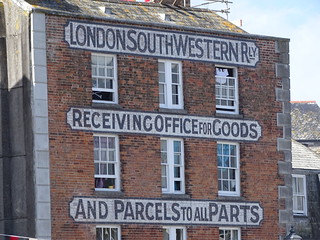 LONDON SOUTH WESTERN RLY
RECEIVING OFFICE FOR GOODS
AND PARCELS TO ALL PARTS